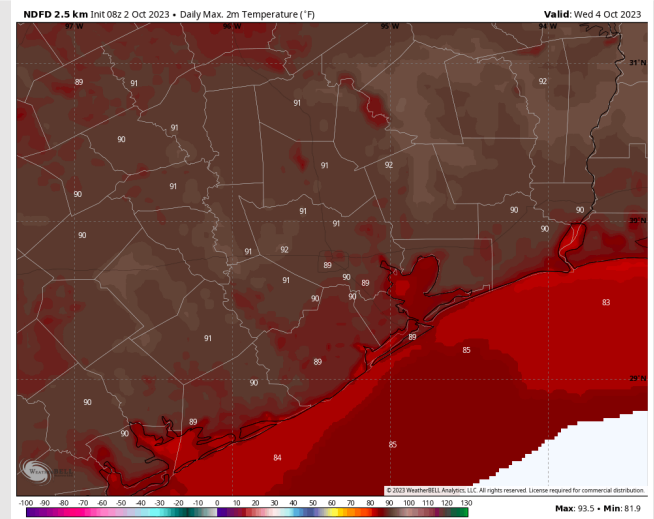 NDFD 2.5 km Init 08z 2 Oct 2023 • Daily Max. 2m Temperature (°F) Valid: Wed 4 Oct 2023
97 W 96 W 95 W 94 W
31°N
89 91 92
91
91
90
91 92
91
90
91 90 90
91
90 90
91 92
89
90
91 89
90 90
83
89
91
85
89
29°N
90
90
89
90
85
84
WEATHERBELL
© 2023 WeatherBELL Analytics, LLC. All rights reserved. License required for commercial distribution.
-100 -90 -80 -70 -60 -50 -40 -30 -20 -10 0 10 20 30 40 50 60 70 80 90 100 110 120 130
Max: 93.5 • Min: 81.9